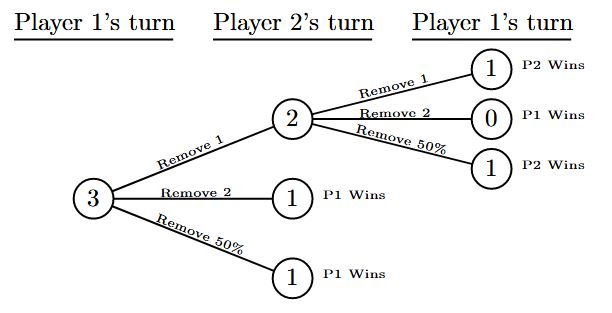 Player 1's turn Player 2's turn Player 1's turn
1 P2 Wins
Remove 1
2 Remove 2 0 P1 Wins
Remove 50%
1 P2 Wins
Remove 1
3 Remove 2 1 P1 Wins
Remove 50%
1 P1 Wins